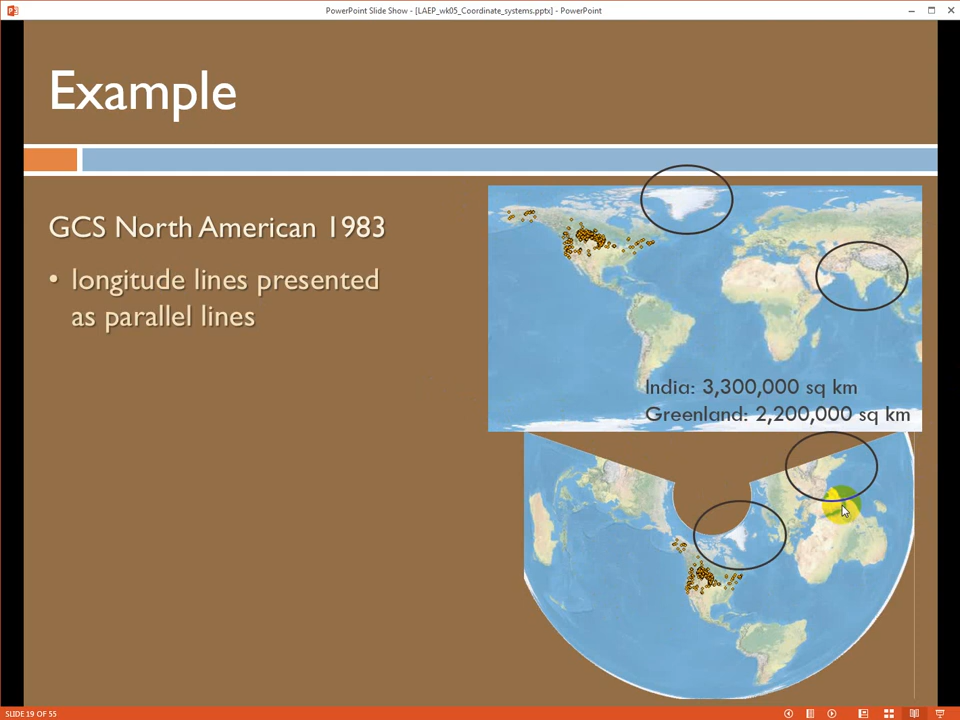 PowerPoint Slide Show - [LAEP_wk05_Coordinate_systems.pptx] - PowerPoint
Example
GCS North American 1983
• longitude lines presented
as parallel lines
India: 3,300,000 sq km
Greenland: 2,200,000 sq km
SLIDE 19 OF 55